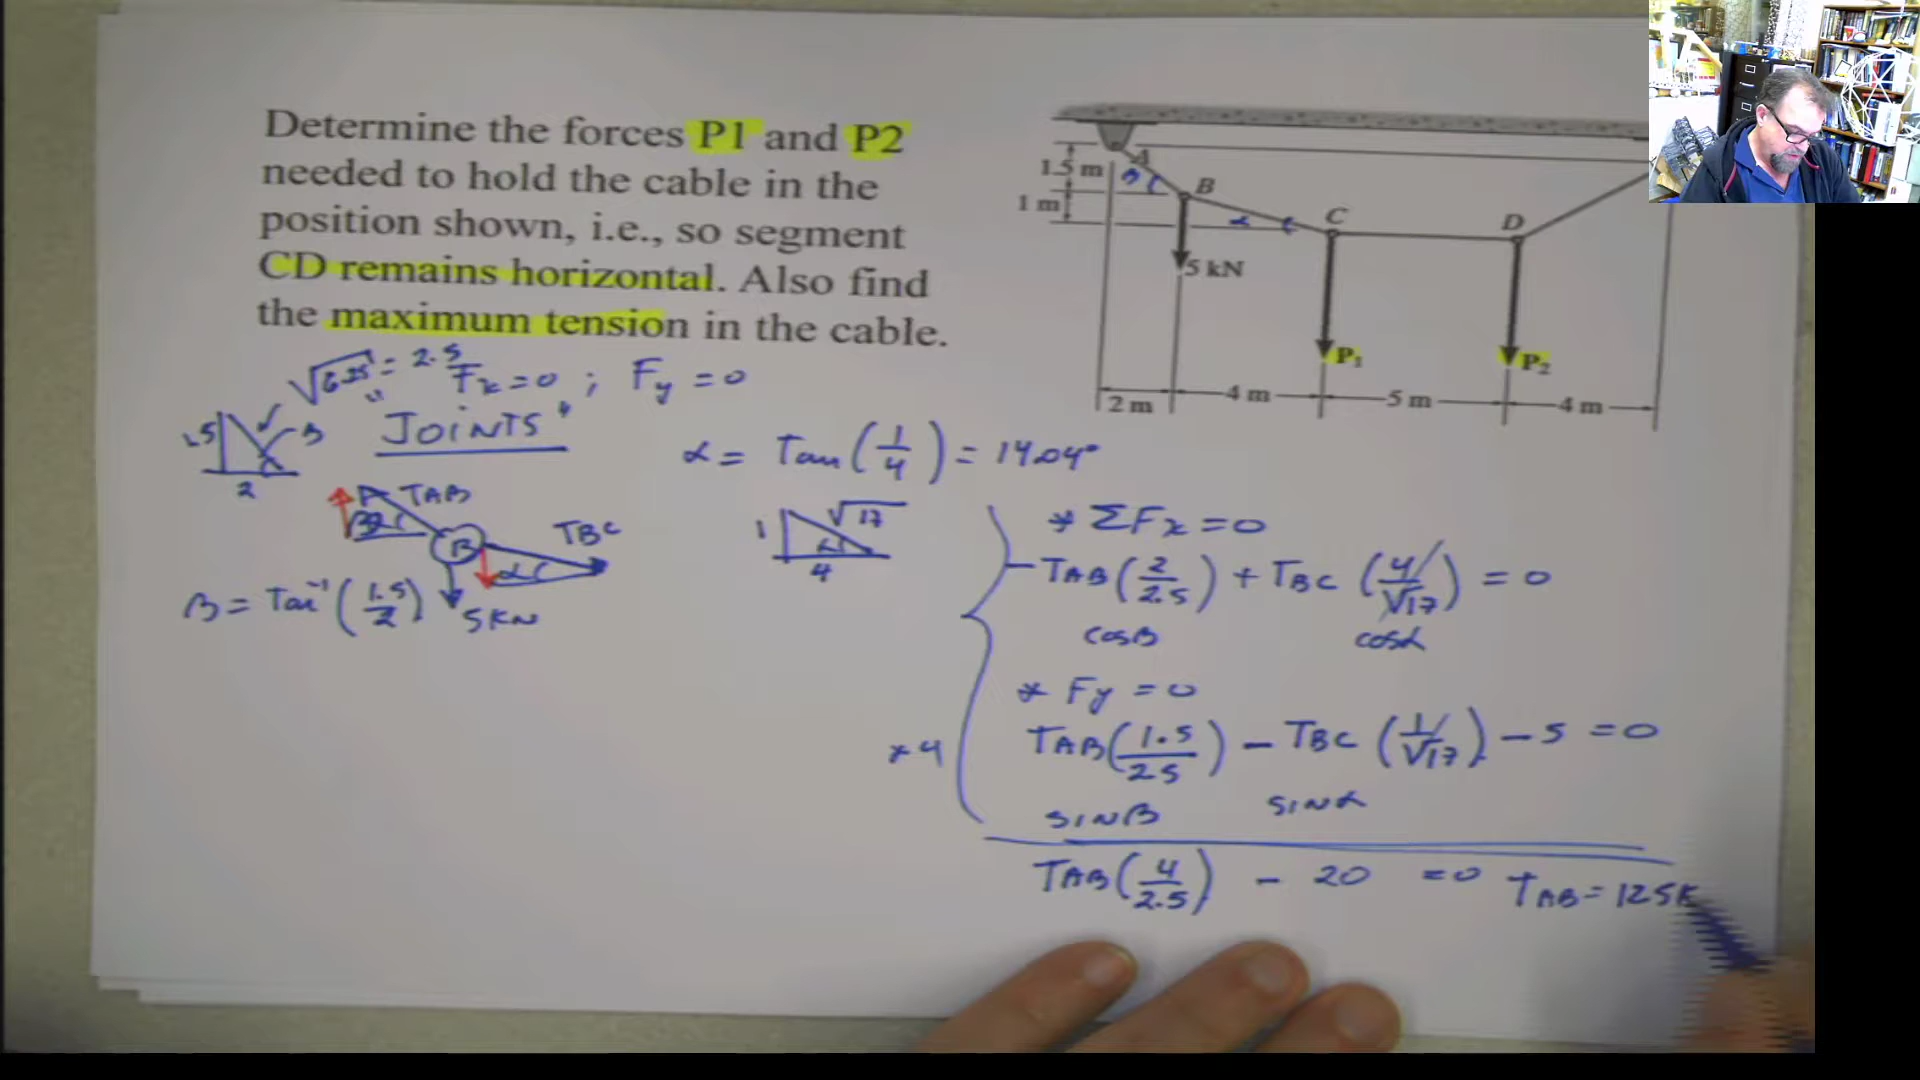 Determine the forces P1 and P2
needed to hold the cable in the
position shown, i.e., so segment
CD remains horizontal. Also find
the maximum tension in the cable.
A
1.5 m
B
1 m
C
D
5 kN
P₁
P₂
2 m
4 m
5 m
4 m
√6.25 = 2.5
Fx = 0 ; Fy = 0
"JOINTS"
1.5
β
2
TAB
β
B
TBC
α
5KN
β = Tan⁻¹ (1.5/2)
α = Tan (1/4) = 14.04°
1
√17
α
4
* ΣFx = 0
- TAB (2/2.5) + TBC (4/√17) = 0
cosβ cosα
* Fy = 0
*4
TAB (1.5/2.5) - TBC (1/√17) - 5 = 0
sinβ sinα
TAB (4/2.5) - 20 = 0 TAB = 12.5K